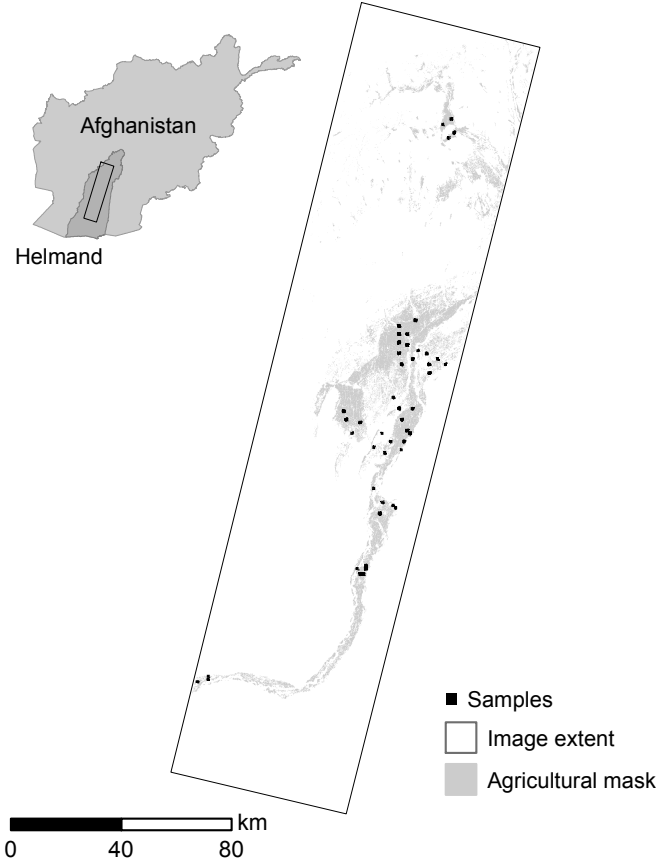 Afghanistan
Helmand
Samples
Image extent
Agricultural mask
km
0 40 80